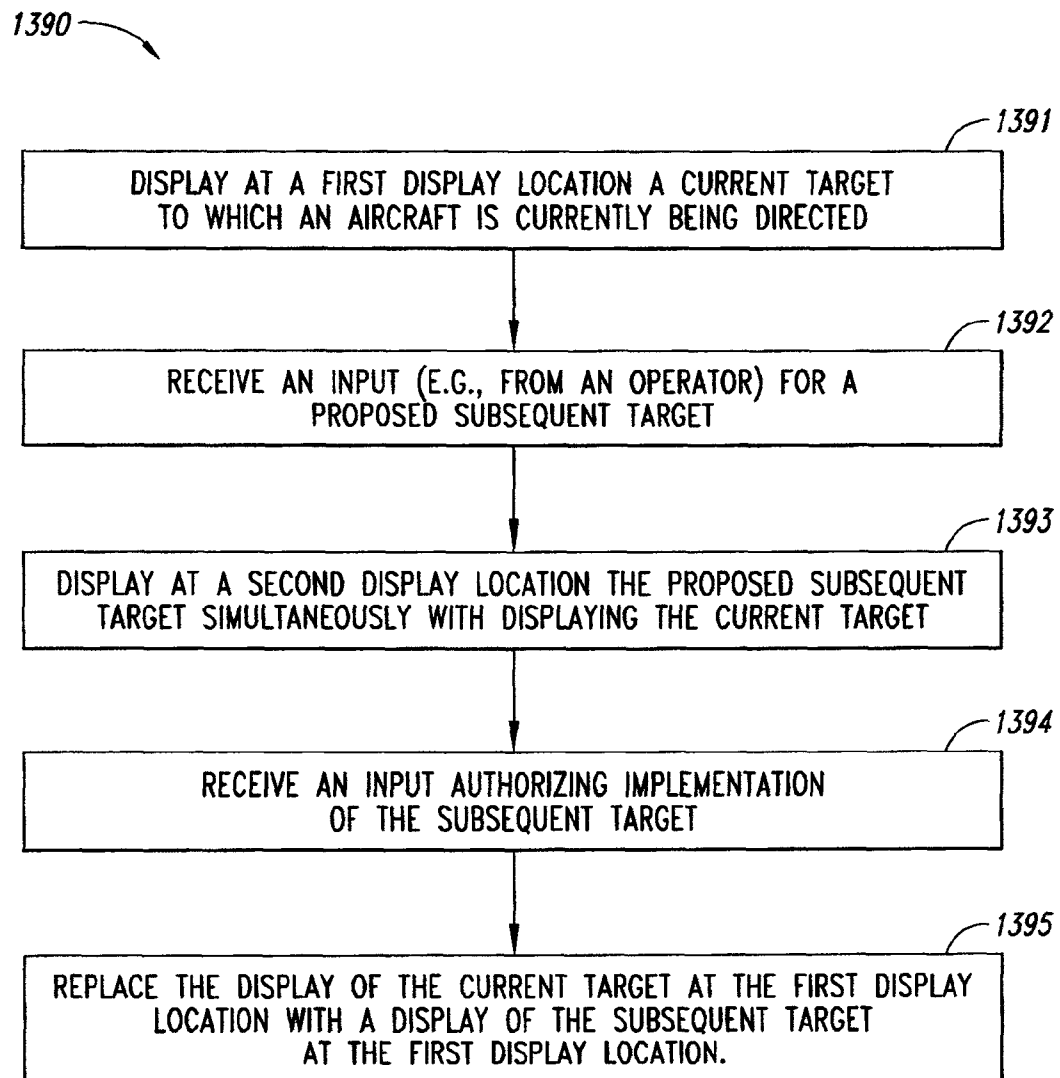 1390
1391
DISPLAY AT A FIRST DISPLAY LOCATION A CURRENT TARGET
TO WHICH AN AIRCRAFT IS CURRENTLY BEING DIRECTED
1392
RECEIVE AN INPUT (E.G., FROM AN OPERATOR) FOR A
PROPOSED SUBSEQUENT TARGET
1393
DISPLAY AT A SECOND DISPLAY LOCATION THE PROPOSED SUBSEQUENT
TARGET SIMULTANEOUSLY WITH DISPLAYING THE CURRENT TARGET
1394
RECEIVE AN INPUT AUTHORIZING IMPLEMENTATION
OF THE SUBSEQUENT TARGET
1395
REPLACE THE DISPLAY OF THE CURRENT TARGET AT THE FIRST DISPLAY
LOCATION WITH A DISPLAY OF THE SUBSEQUENT TARGET
AT THE FIRST DISPLAY LOCATION.